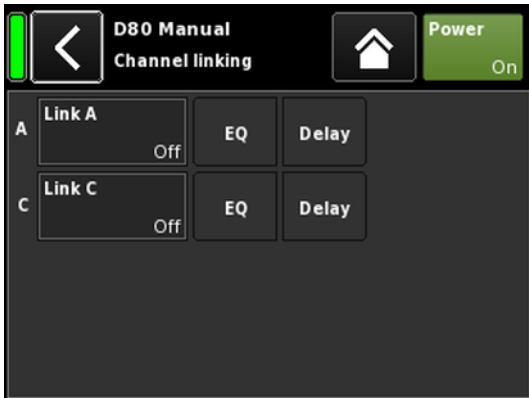 D80 Manual
Channel linking
Power
On
A
Link A
Off
EQ
Delay
C
Link C
Off
EQ
Delay